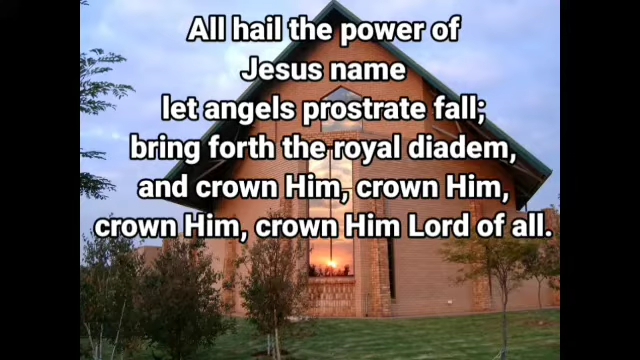 All hail the power of
Jesus name
let angels prostrate fall;
bring forth the royal diadem,
and crown Him, crown Him,
crown Him, crown Him Lord of all.